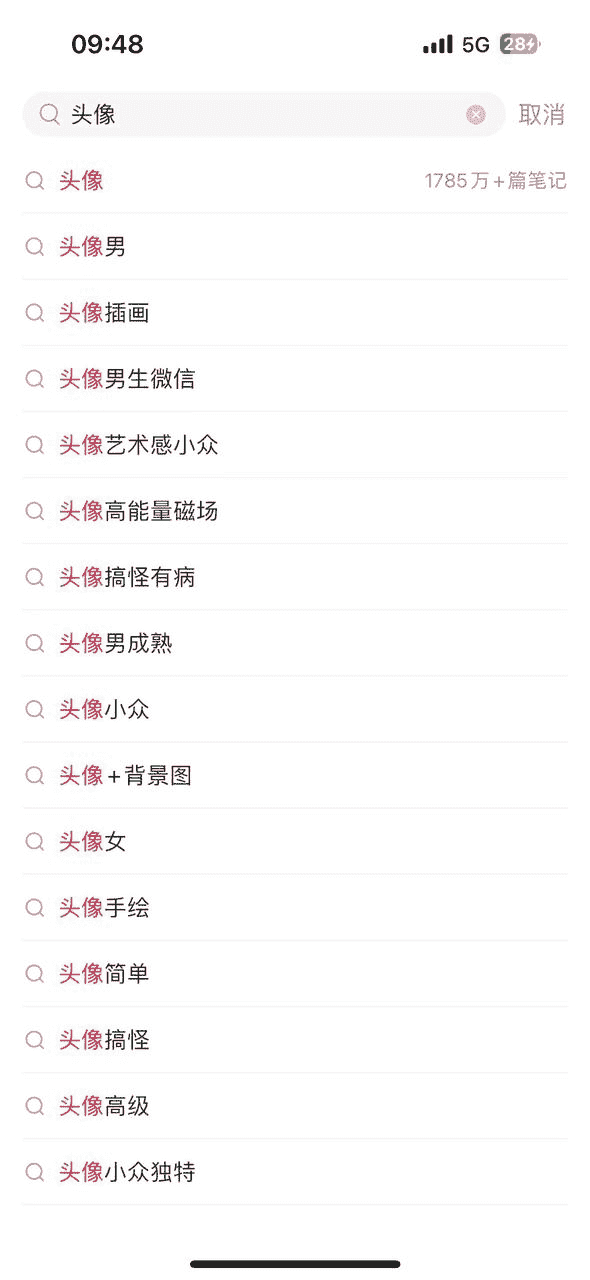 09:48 5G 28
头像 取消
头像 1785万+篇笔记
头像男
头像插画
头像男生微信
头像艺术感小众
头像高能量磁场
头像搞怪有病
头像男成熟
头像小众
头像+背景图
头像女
头像手绘
头像简单
头像搞怪
头像高级
头像小众独特